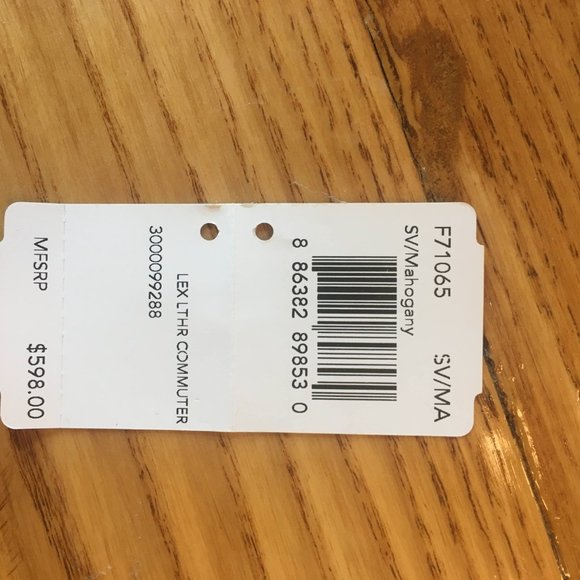 F71065 SV/MA
SV/Mahogany
8 86382 89853 0
LEX LTHR COMMUTER
3000099288
MFSRP $598.00